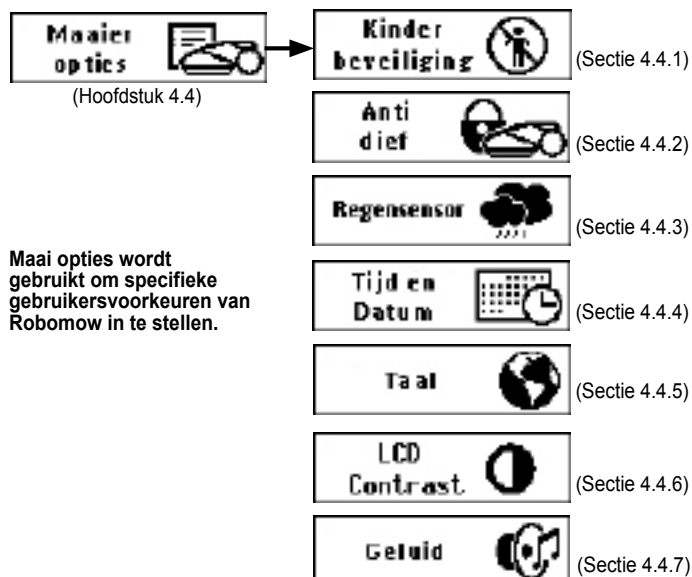 Maaier
opties
(Hoofdstuk 4.4)
Kinder
beveiliging
(Sectie 4.4.1)
Anti
dief
(Sectie 4.4.2)
Regensensor
(Sectie 4.4.3)
Maai opties wordt
gebruikt om specifieke
gebruikersvoorkeuren van
Robomow in te stellen.
Tijd en
Datum
(Sectie 4.4.4)
Taal
(Sectie 4.4.5)
LCD
Contrast
(Sectie 4.4.6)
Geluid
(Sectie 4.4.7)